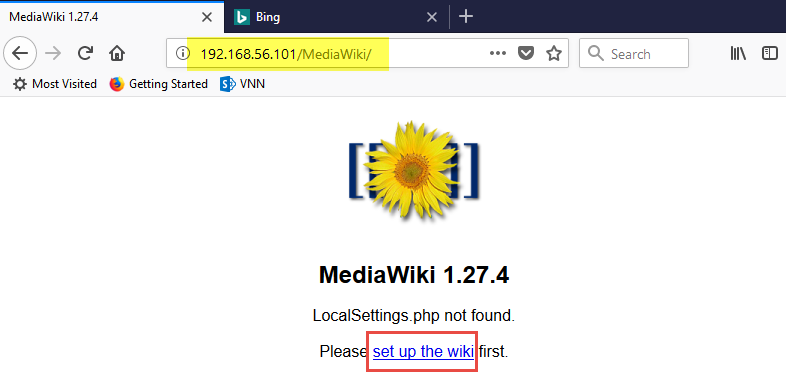 MediaWiki 1.27.4
Bing
192.168.56.101/MediaWiki/
Search
Most Visited
Getting Started
VNN
MediaWiki 1.27.4
LocalSettings.php not found.
Please set up the wiki first.